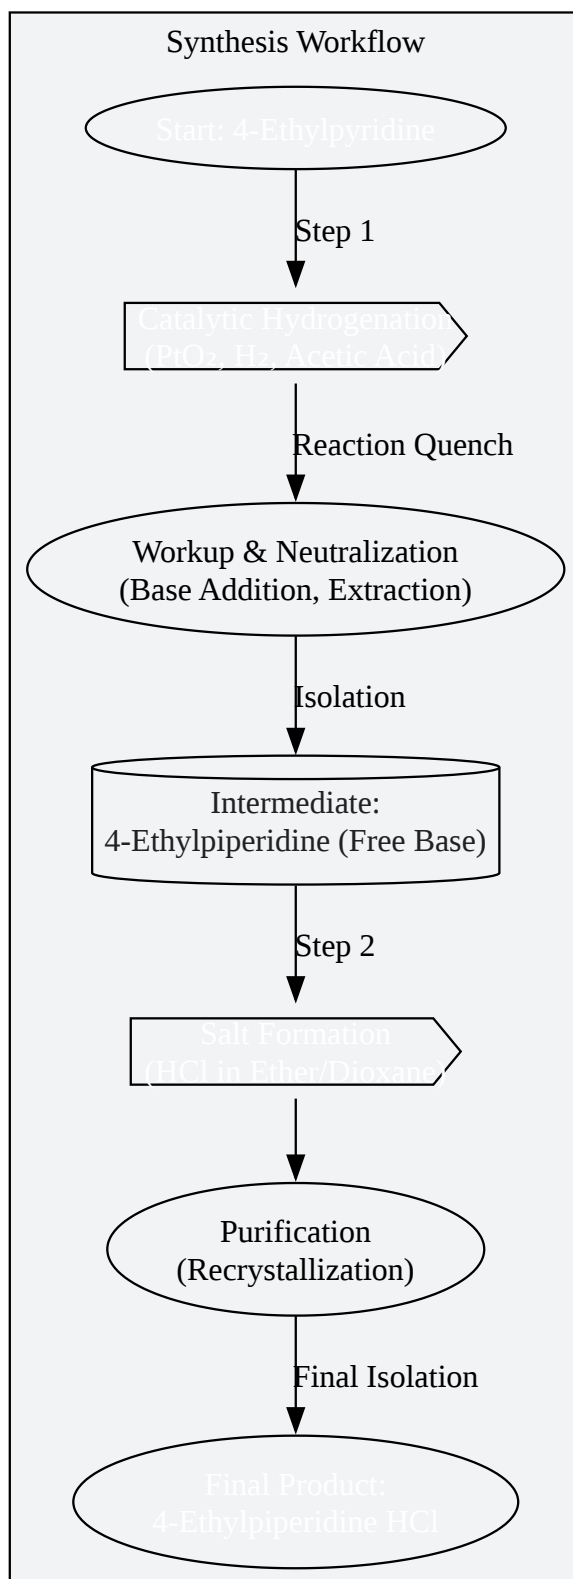 Synthesis Workflow
Start: 4-Ethylpyridine
Step 1
Catalytic Hydrogenation
(PtO₂, H₂, Acetic Acid)
Reaction Quench
Workup & Neutralization
(Base Addition, Extraction)
Isolation
Intermediate:
4-Ethylpiperidine (Free Base)
Step 2
Salt Formation
(HCl in Ether/Dioxane)
Purification
(Recrystallization)
Final Isolation
Final Product:
4-Ethylpiperidine HCl